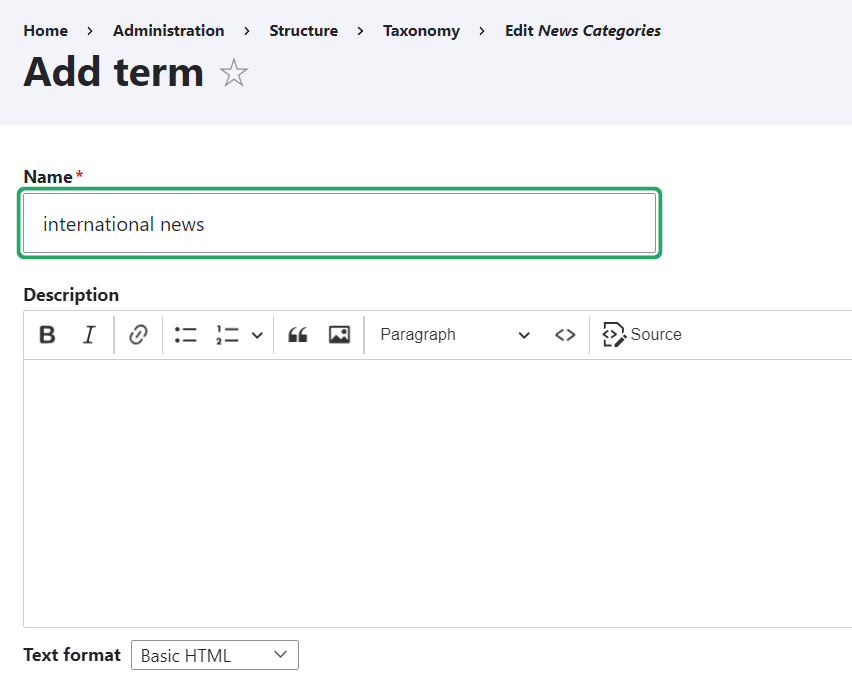 Home > Administration > Structure > Taxonomy > Edit News Categories
Add term
Name*
international news
Description
B I Paragraph Source
Text format Basic HTML